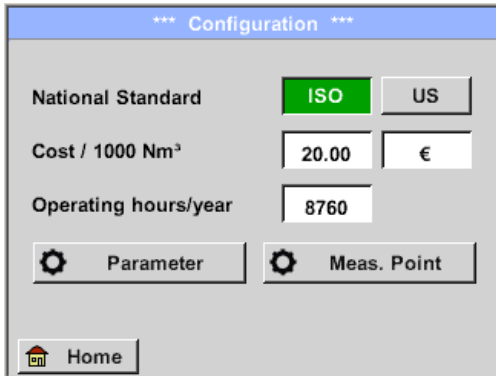 *** Configuration ***
National Standard ISO US
Cost / 1000 Nm³ 20.00 €
Operating hours/year 8760
Parameter Meas. Point
Home